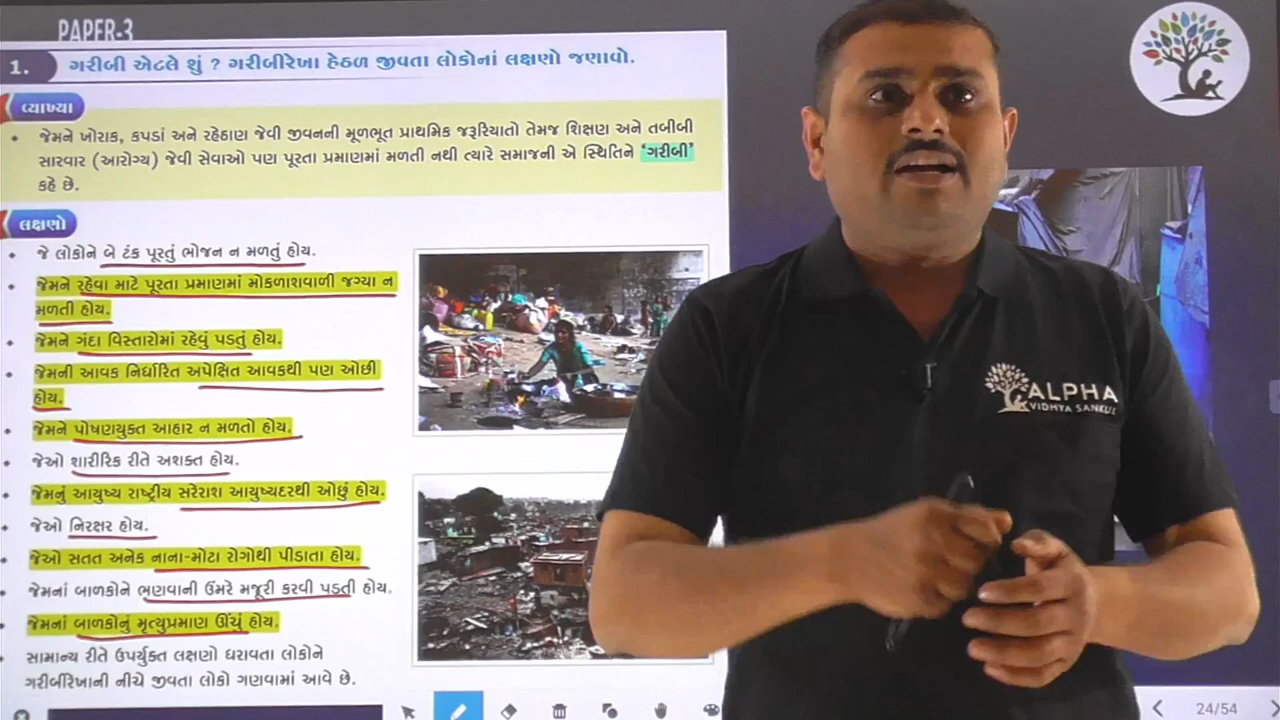 PAPER-3
1. ગરીબી એટલે શું ? ગરીબીરેખા હેઠળ જીવતા લોકોનાં લક્ષણો જણાવો.
વ્યાખ્યા
• જેમને ખોરાક, કપડાં અને રહેઠાણ જેવી જીવનની મૂળભૂત પ્રાથમિક જરૂરિયાતો તેમજ શિક્ષણ અને તબીબી
સારવાર (આરોગ્ય) જેવી સેવાઓ પણ પૂરતા પ્રમાણમાં મળતી નથી ત્યારે સમાજની એ સ્થિતિને ‘ગરીબી’
કહે છે.
લક્ષણો
• જે લોકોને બે ટંક પૂરતું ભોજન ન મળતું હોય.
• જેમને રહેવા માટે પૂરતા પ્રમાણમાં મોકળાશવાળી જગ્યા ન
મળતી હોય.
• જેમને ગંદા વિસ્તારોમાં રહેવું પડતું હોય.
• જેમની આવક નિર્ધારિત અપેક્ષિત આવકથી પણ ઓછી
હોય.
• જેમને પોષણયુક્ત આહાર ન મળતો હોય.
• જેઓ શારીરિક રીતે અશક્ત હોય.
• જેમનું આયુષ્ય રાષ્ટ્રીય સરેરાશ આયુષ્યદરથી ઓછું હોય.
• જેઓ નિરક્ષર હોય.
• જેઓ સતત અનેક નાના-મોટા રોગોથી પીડાતા હોય.
• જેમનાં બાળકોને ભણવાની ઉંમરે મજૂરી કરવી પડતી હોય.
• જેમનાં બાળકોનું મૃત્યુપ્રમાણ ઊંચું હોય.
• સામાન્ય રીતે ઉપર્યુક્ત લક્ષણો ધરાવતા લોકોને
ગરીબીરેખાની નીચે જીવતા લોકો ગણવામાં આવે છે.
ALPHA
VIDHYA SANKUL
24/54